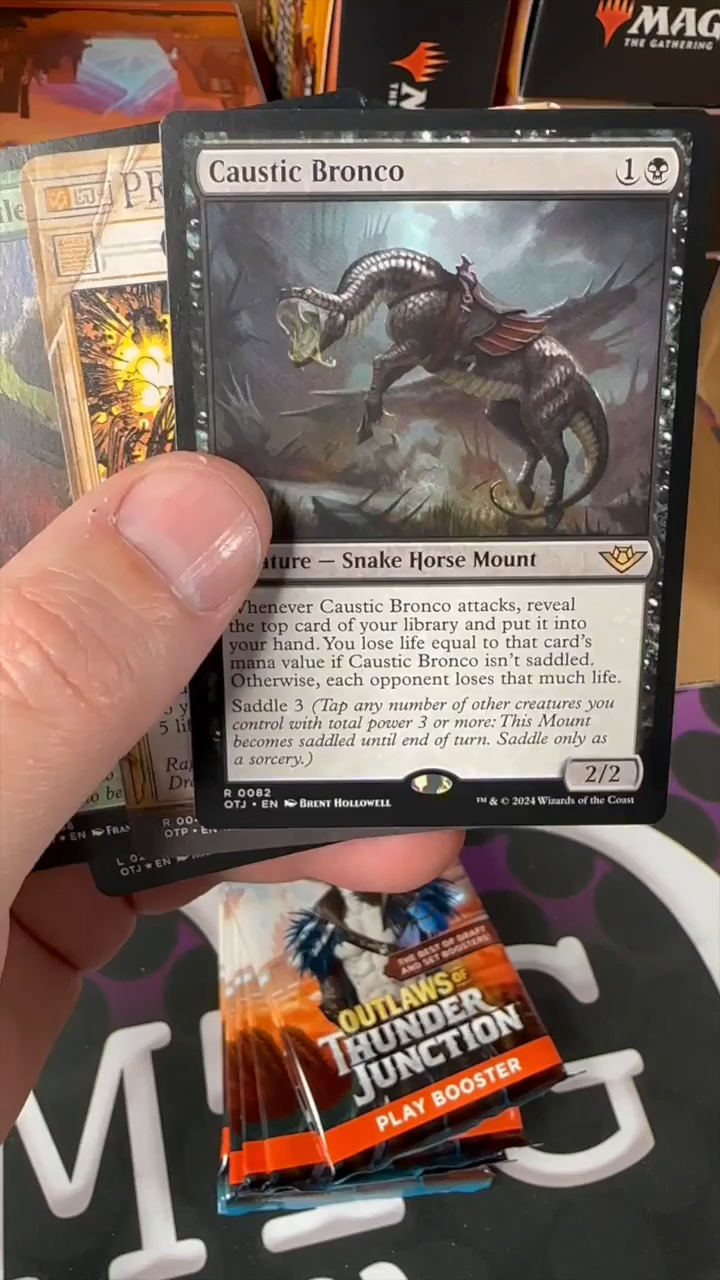 MAG
THE GATHERING
Caustic Bronco
1
PR
ature — Snake Horse Mount
Whenever Caustic Bronco attacks, reveal
the top card of your library and put it into
your hand. You lose life equal to that card's
mana value if Caustic Bronco isn't saddled.
Otherwise, each opponent loses that much life.
Saddle 3 (Tap any number of other creatures you
control with total power 3 or more: This Mount
becomes saddled until end of turn. Saddle only as
a sorcery.)
2/2
R 0082
OTJ • EN BRENT HOLLOWELL
™ & © 2024 Wizards of the Coast
5 li
OTP • EN
OTJ ★ EN
THE BEST OF DRAFT
AND SET BOOSTERS!
OUTLAWS OF
THUNDER
JUNCTION
PLAY BOOSTER
M G